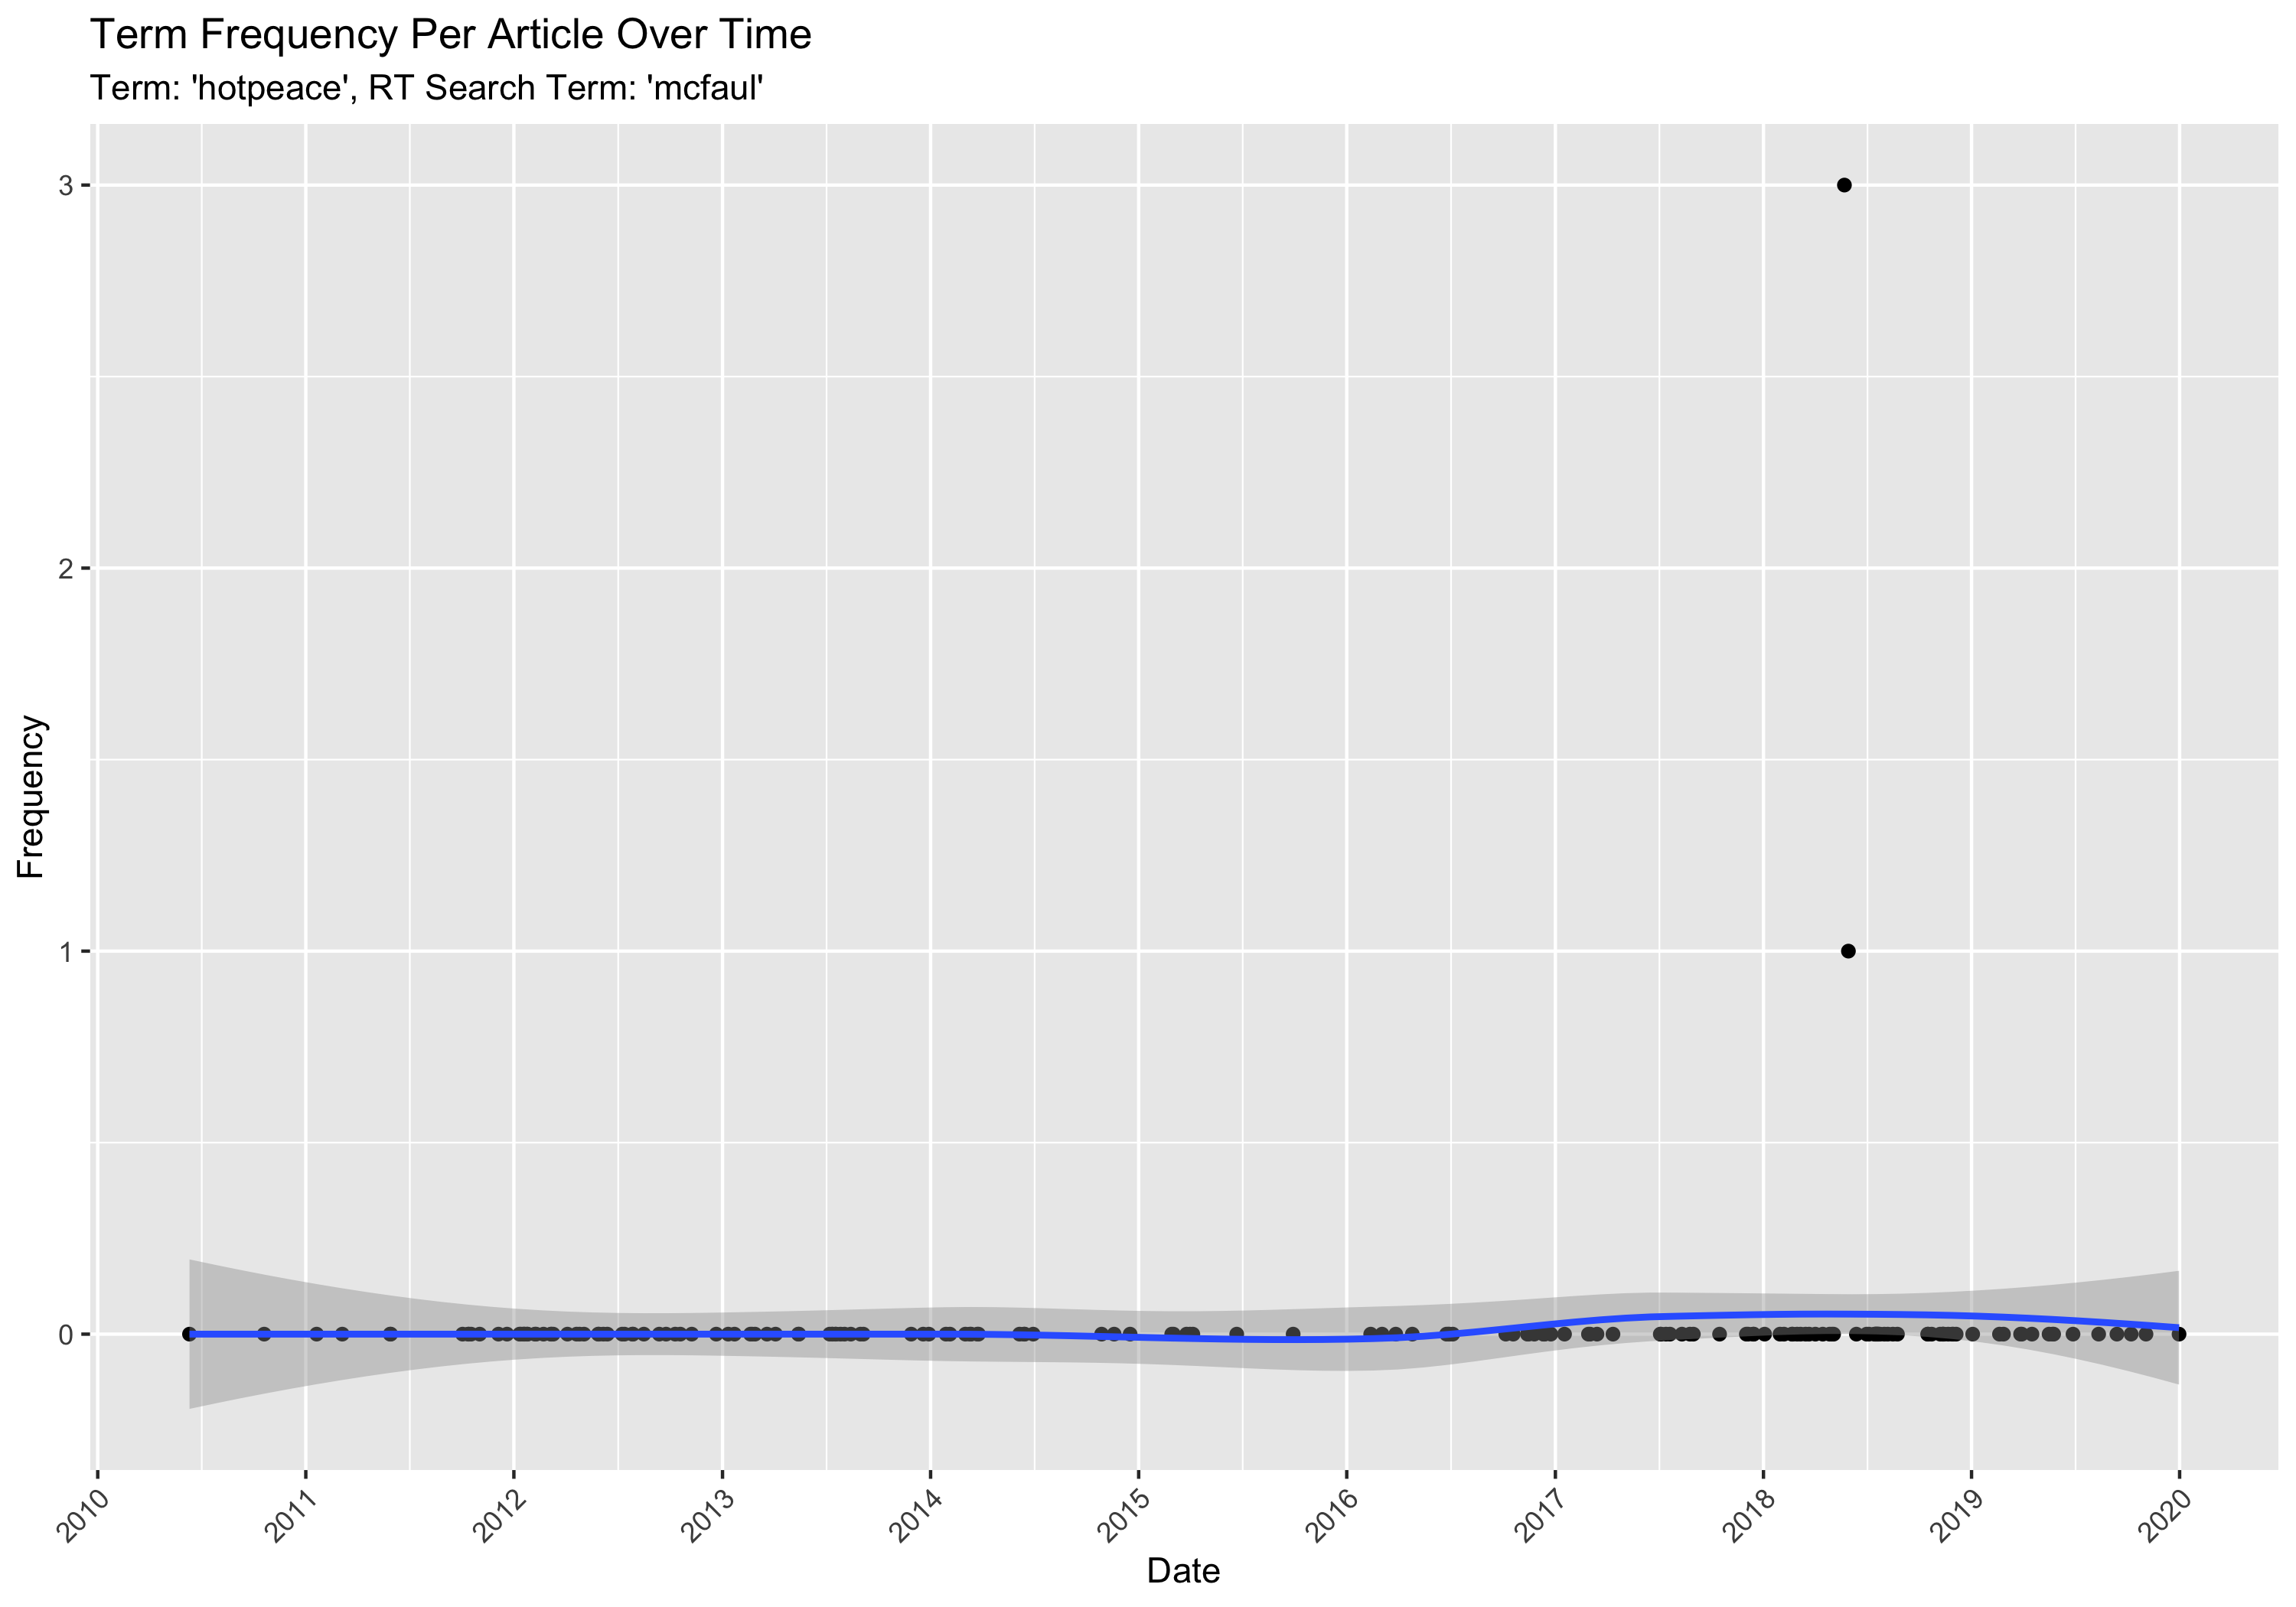 Term Frequency Per Article Over Time
Term: 'hotpeace', RT Search Term: 'mcfaul'
3
2
1
0
Frequency
2010 2011 2012 2013 2014 2015 2016 2017 2018 2019 2020
Date